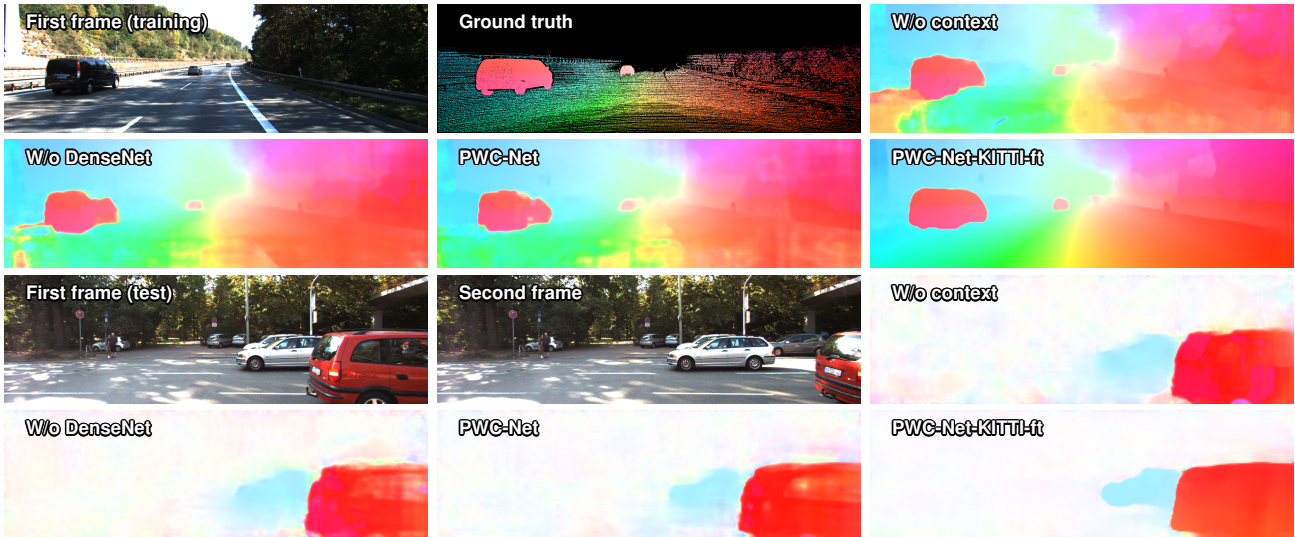 First frame (training)
Ground truth
W/o context
W/o DenseNet
PWC-Net
PWC-Net-KITTI-ft
First frame (test)
Second frame
W/o context
W/o DenseNet
PWC-Net
PWC-Net-KITTI-ft